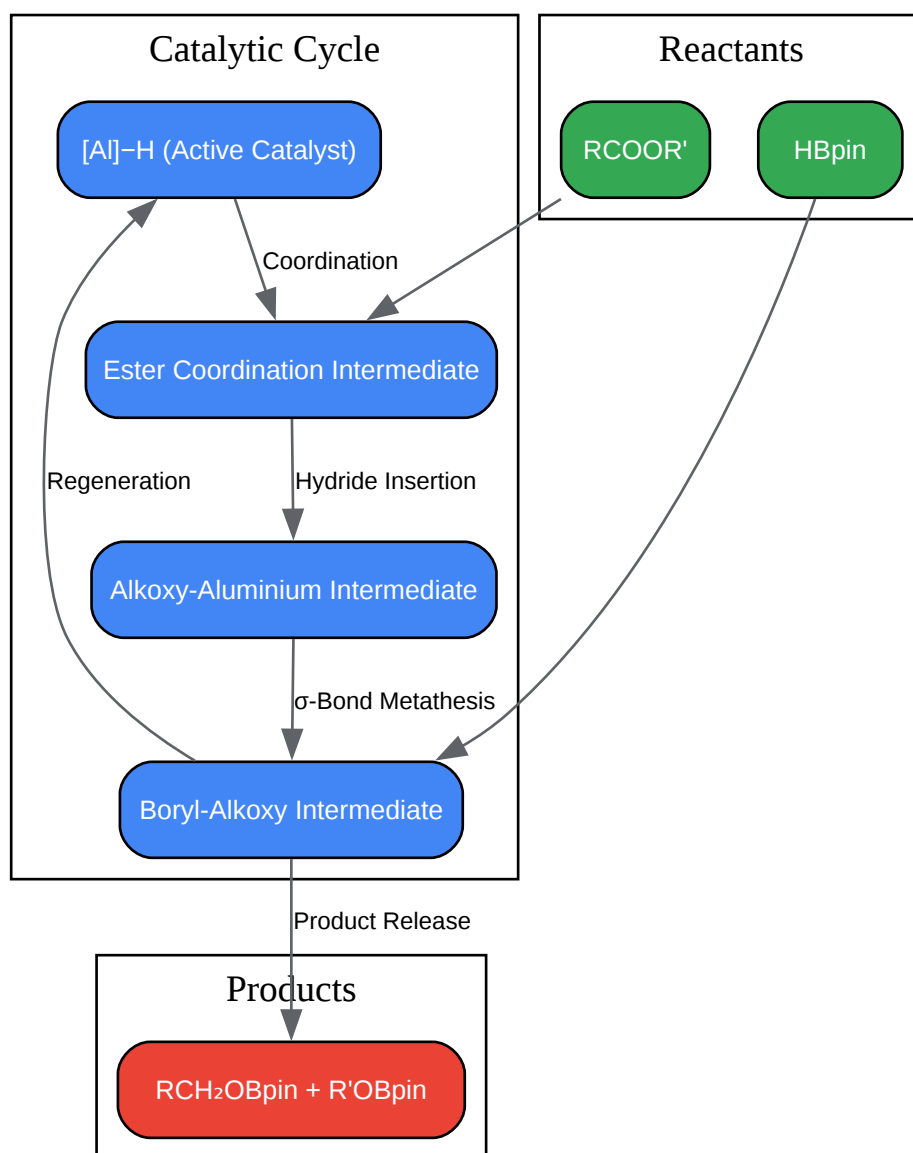 Catalytic Cycle
Reactants
[Al]−H (Active Catalyst)
RCOOR'
HBpin
Coordination
Ester Coordination Intermediate
Regeneration
Hydride Insertion
Alkoxy-Aluminium Intermediate
σ-Bond Metathesis
Boryl-Alkoxy Intermediate
Product Release
Products
RCH₂OBpin + R'OBpin